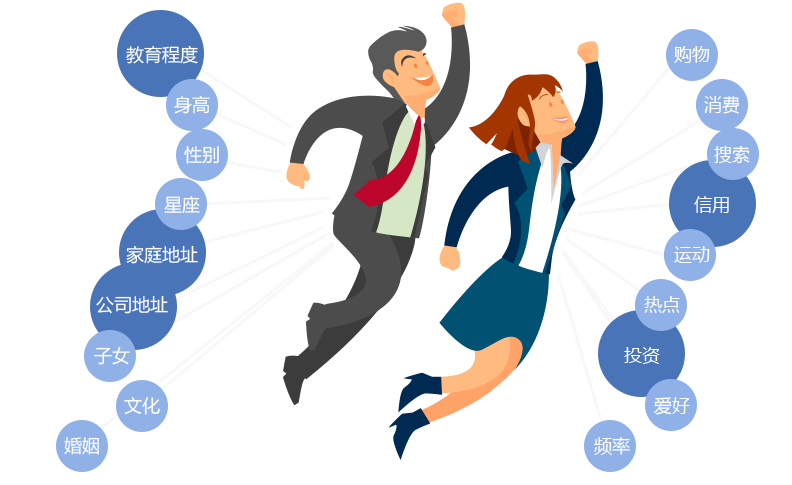 教育程度
身高
性别
星座
家庭地址
公司地址
子女
文化
婚姻
购物
消费
搜索
信用
运动
热点
投资
爱好
频率